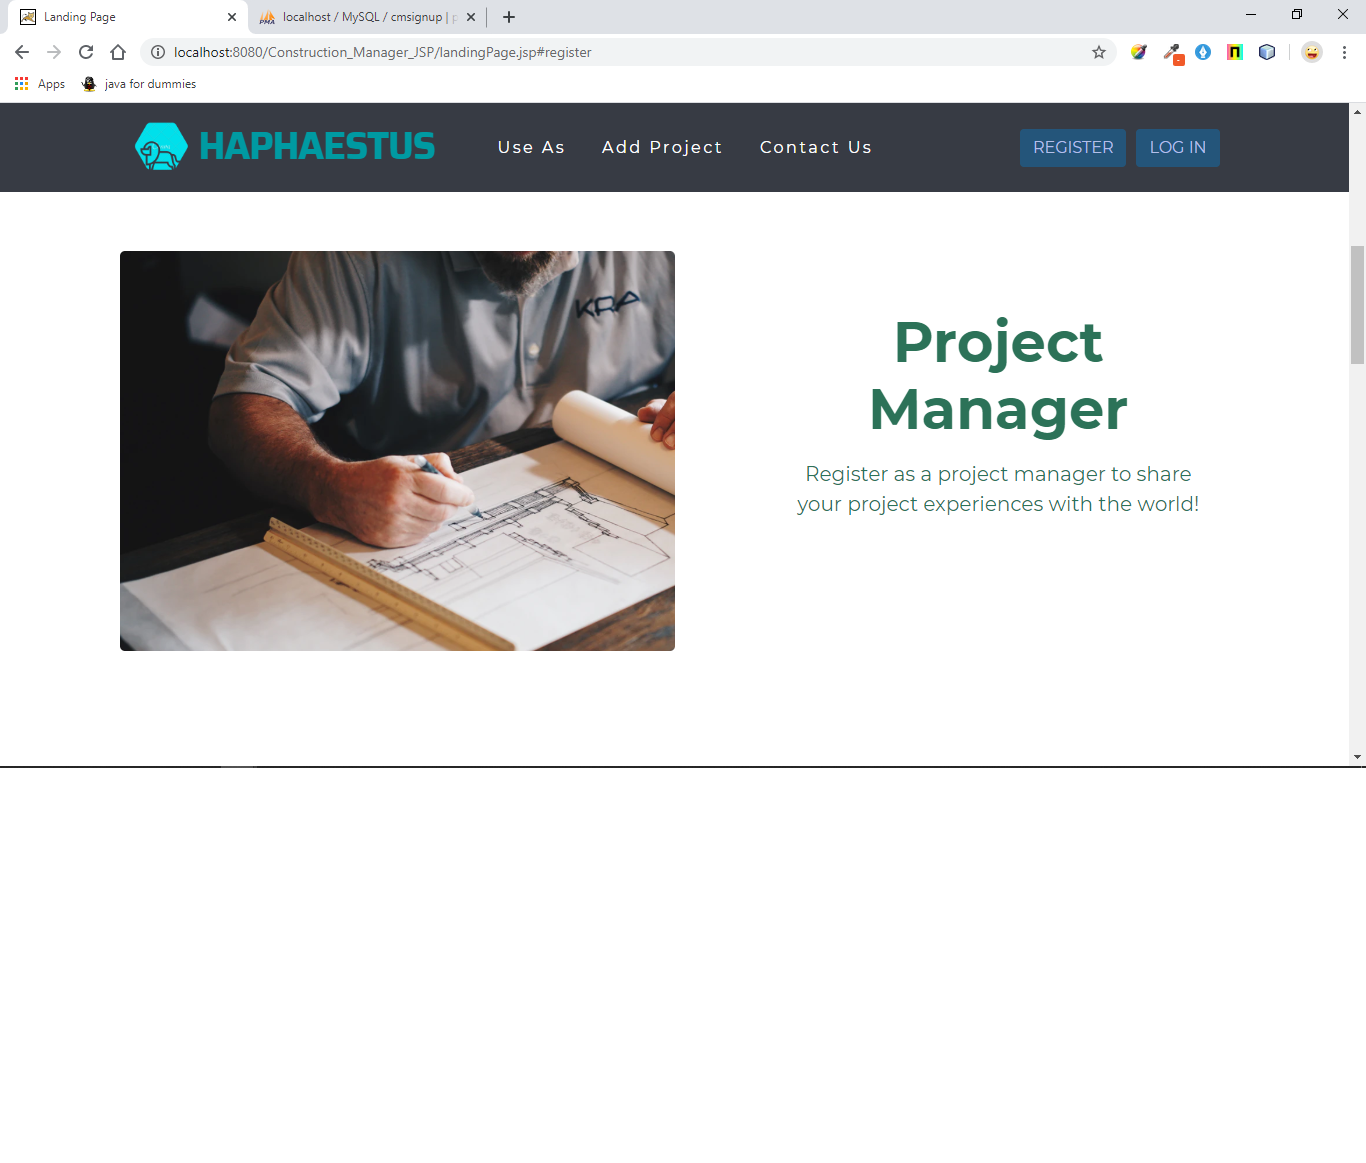 Landing Page
localhost / MySQL / cmsignup |
localhost:8080/Construction_Manager_JSP/landingPage.jsp#register
Apps
java for dummies
HAPHAESTUS
Use As
Add Project
Contact Us
REGISTER
LOG IN
KRA
Project
Manager
Register as a project manager to share
your project experiences with the world!